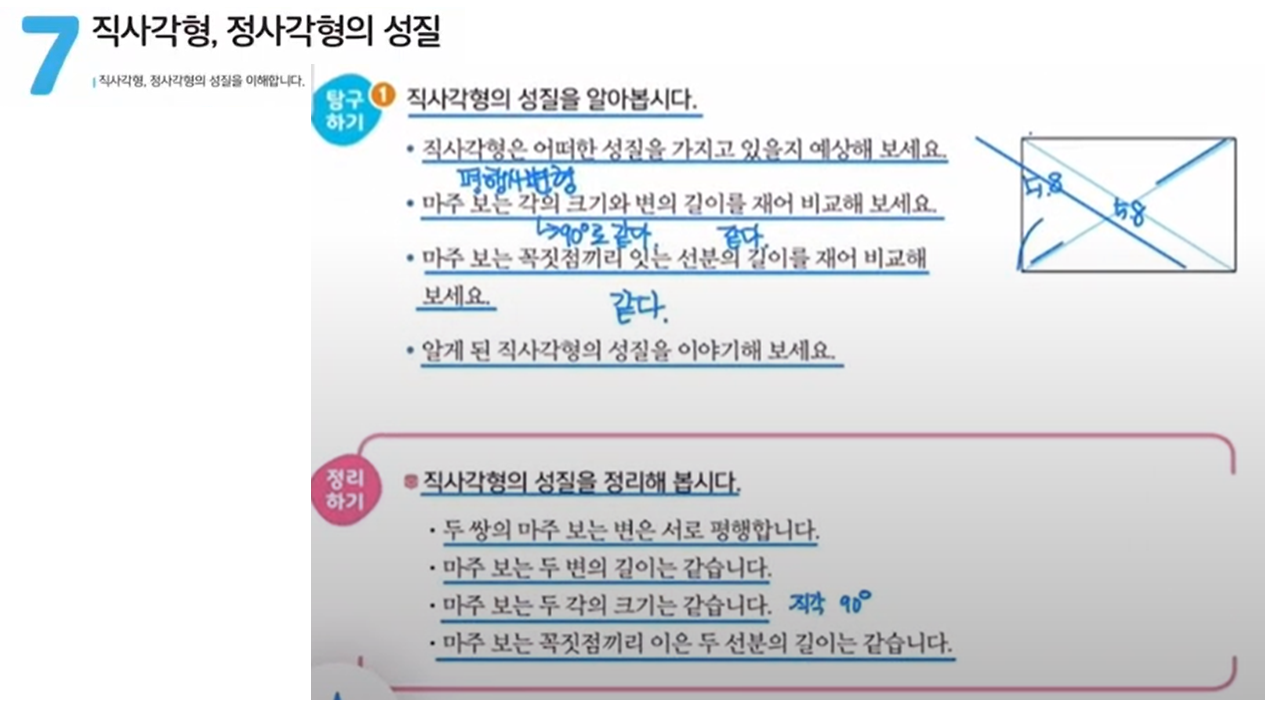 7 직사각형, 정사각형의 성질
직사각형, 정사각형의 성질을 이해합니다.
탐구
하기
1 직사각형의 성질을 알아봅시다.
• 직사각형은 어떠한 성질을 가지고 있을지 예상해 보세요.
평행사변형
• 마주 보는 각의 크기와 변의 길이를 재어 비교해 보세요.
↳90°로 같다. 같다.
• 마주 보는 꼭짓점끼리 잇는 선분의 길이를 재어 비교해
보세요.
같다.
• 알게 된 직사각형의 성질을 이야기해 보세요.
5.8
5.8
정리
하기
직사각형의 성질을 정리해 봅시다.
· 두 쌍의 마주 보는 변은 서로 평행합니다.
· 마주 보는 두 변의 길이는 같습니다.
· 마주 보는 두 각의 크기는 같습니다. 직각 90°
· 마주 보는 꼭짓점끼리 이은 두 선분의 길이는 같습니다.